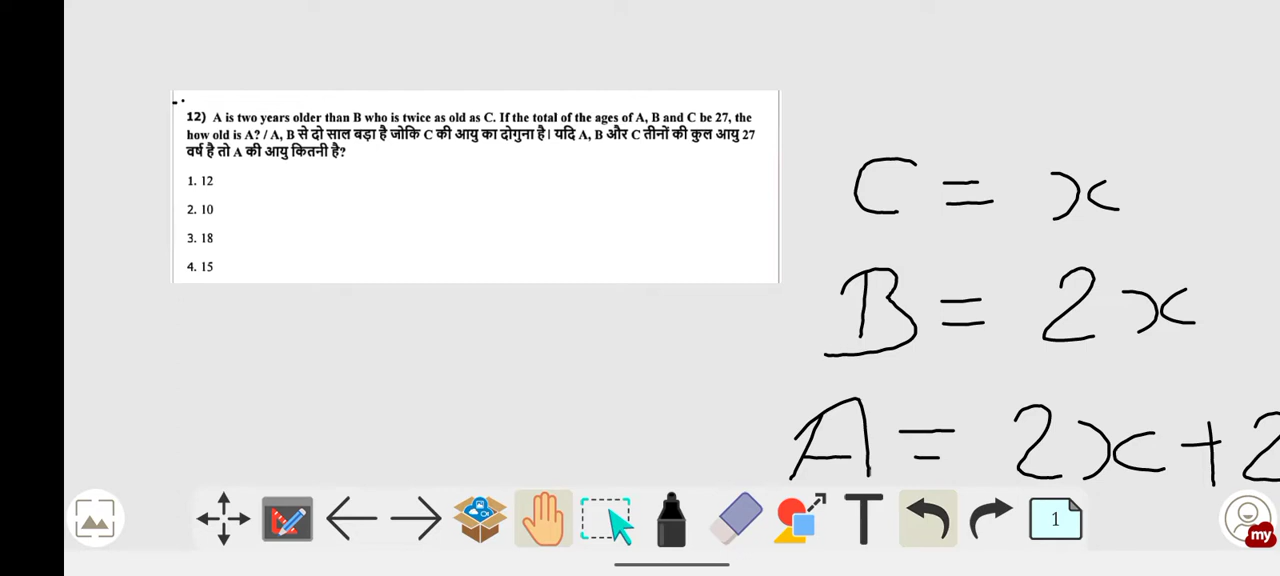 12) A is two years older than B who is twice as old as C. If the total of the ages of A, B and C be 27, the
how old is A? / A, B से दो साल बड़ा है जोकि C की आयु का दोगुना है। यदि A, B और C तीनों की कुल आयु 27
वर्ष है तो A की आयु कितनी है?
1. 12
2. 10
3. 18
4. 15
C = x
B = 2x
A = 2x+2
T
1
my